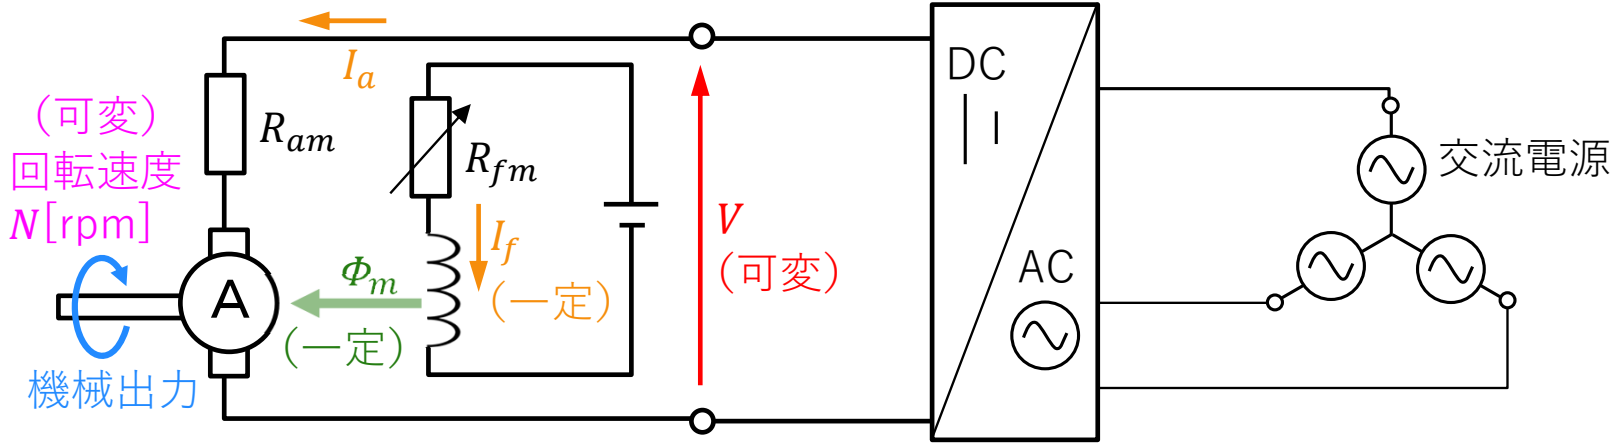 I_a
（可変）
回転速度
N[rpm]
R_am
R_fm
I_f
（一定）
Φ_m
（一定）
A
機械出力
V
（可変）
DC
AC
交流電源